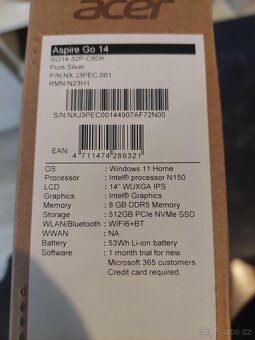 acer
Aspire Go 14
AG14-32P-C8DK
Pure Silver
P/N:NX.J3PEC.001
RMN:N23H1
S/N:NXJ3PEC00144907AF72N00
EAN:
4 711474 286321
OS : Windows 11 Home
Processor : Intel® processor N150
LCD : 14" WUXGA IPS
Graphics : Intel® Graphics
Memory : 8 GB DDR5 Memory
Storage : 512GB PCIe NVMe SSD
WLAN/Bluetooth : WIFI6+BT
WWAN : NA
Battery : 53Wh Li-ion battery
Software : 1 month trial for new
Microsoft 365 customers.
Credit card required.
sbazar.cz